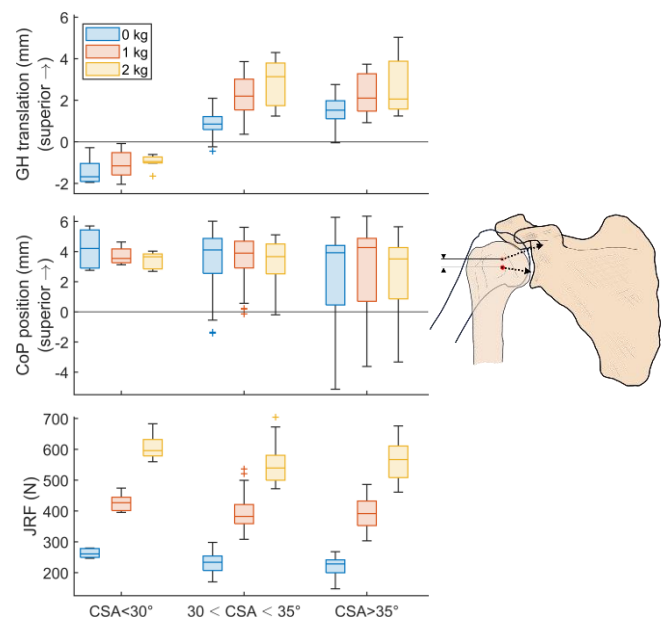 GH translation (mm)
(superior →)
6
4
2
0
-2
0 kg
1 kg
2 kg
CoP position (mm)
(superior →)
6
4
2
0
-2
-4
JRF (N)
700
600
500
400
300
200
CSA<30°
30 < CSA < 35°
CSA>35°